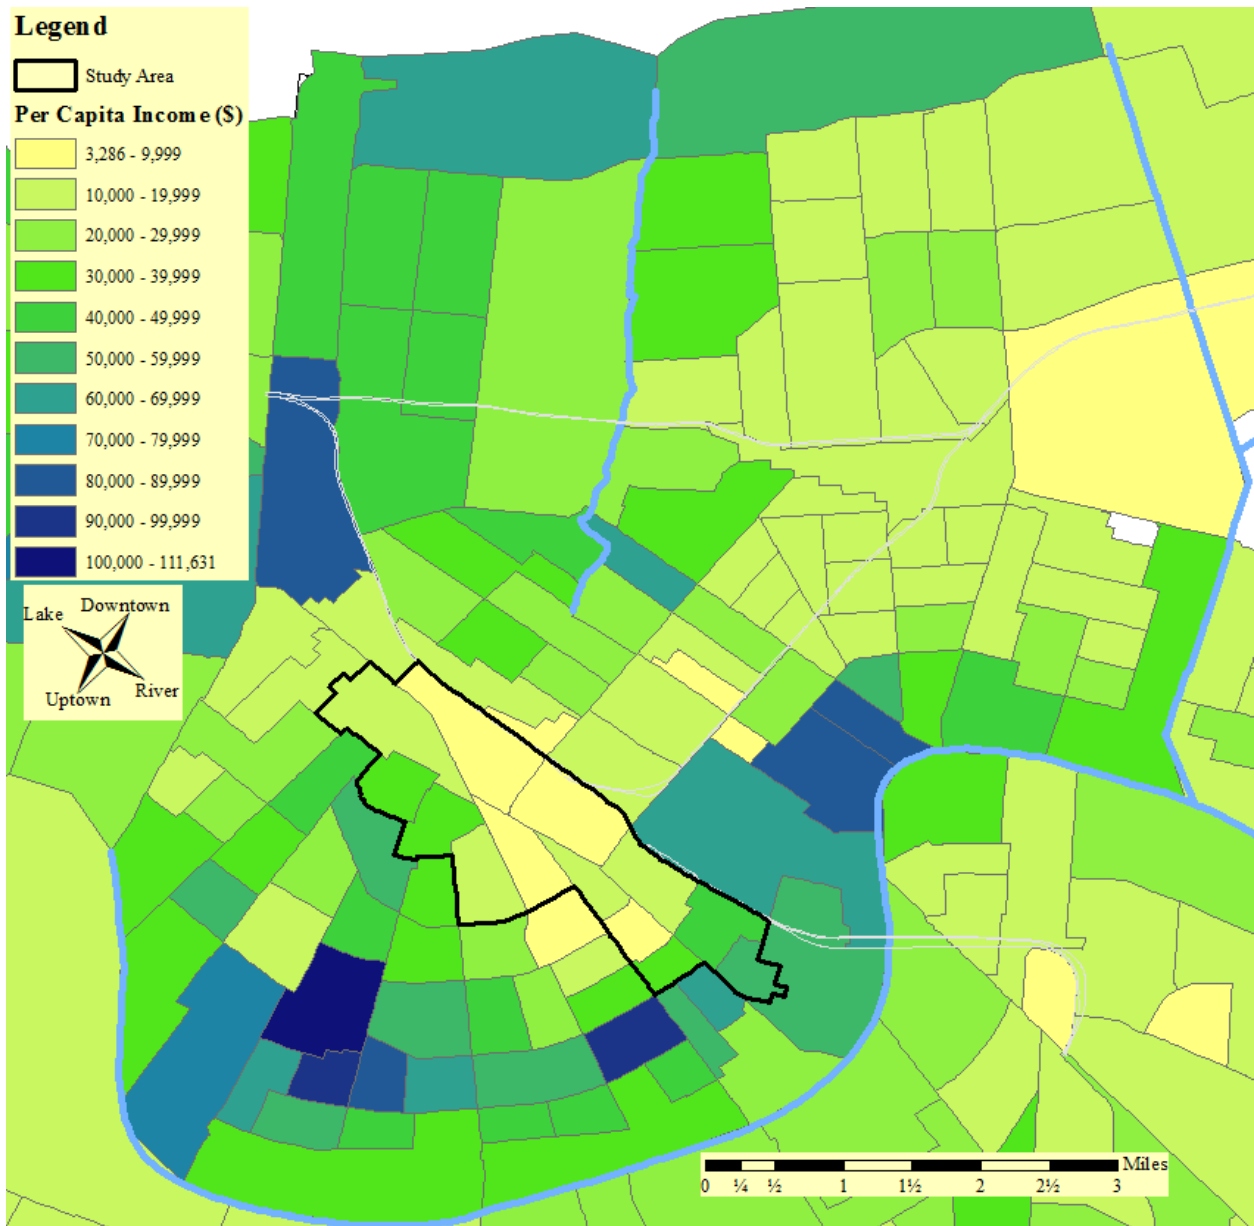 Legend
Study Area
Per Capita Income ($)
3,286 - 9,999
10,000 - 19,999
20,000 - 29,999
30,000 - 39,999
40,000 - 49,999
50,000 - 59,999
60,000 - 69,999
70,000 - 79,999
80,000 - 89,999
90,000 - 99,999
100,000 - 111,631
Lake Downtown
Uptown River
Miles
0 ¼ ½ 1 1½ 2 2½ 3